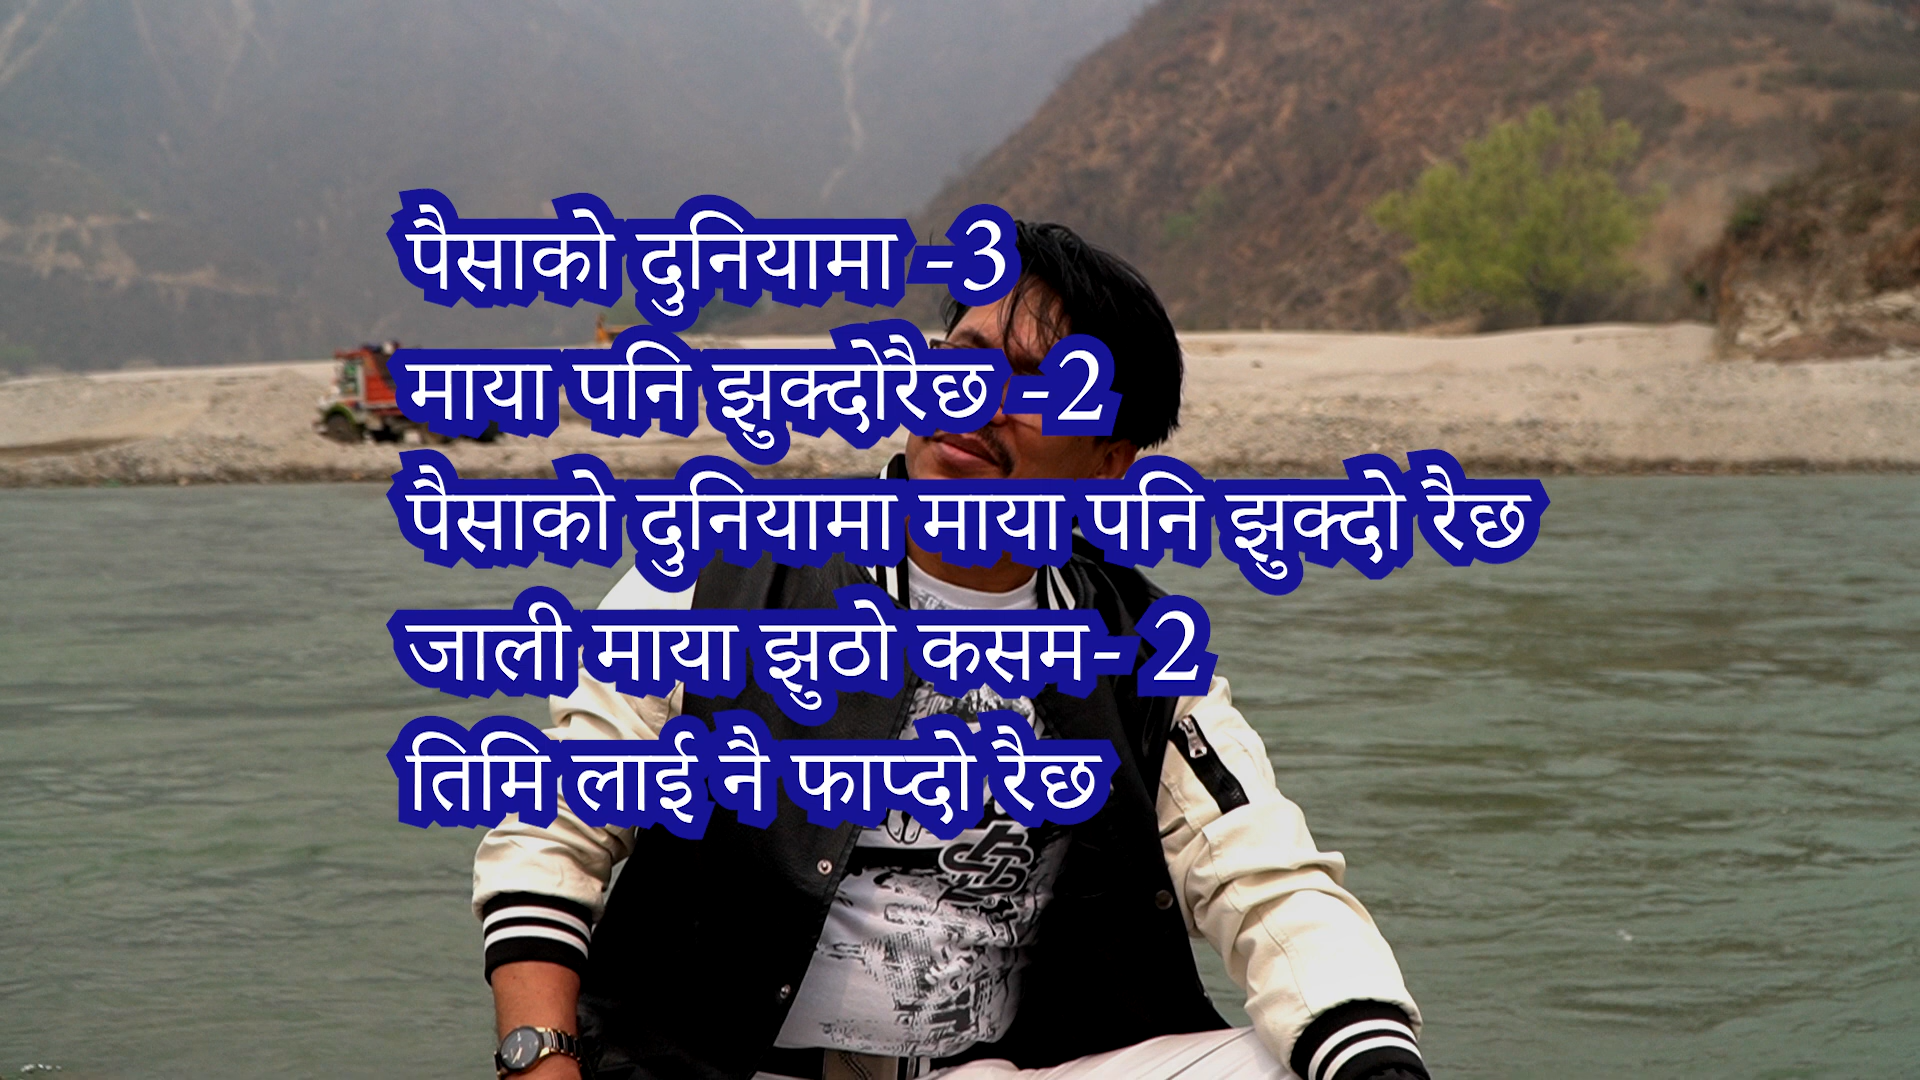 पैसाको दुनियामा -3
माया पनि झुक्दोरैछ -2
पैसाको दुनियामा माया पनि झुक्दो रैछ
जाली माया झुठो कसम- 2
तिमि लाई नै फाप्दो रैछ